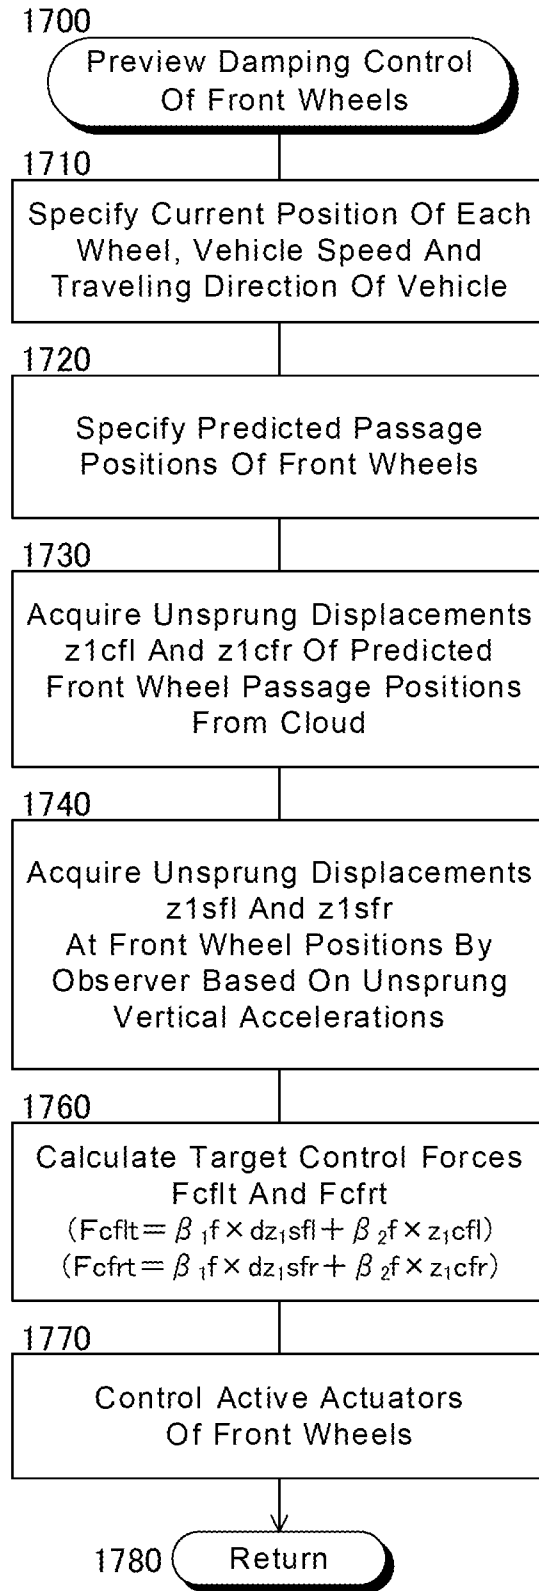 1700
Preview Damping Control
Of Front Wheels
1710
Specify Current Position Of Each
Wheel, Vehicle Speed And
Traveling Direction Of Vehicle
1720
Specify Predicted Passage
Positions Of Front Wheels
1730
Acquire Unsprung Displacements
z1cfl And z1cfr Of Predicted
Front Wheel Passage Positions
From Cloud
1740
Acquire Unsprung Displacements
z1sfl And z1sfr
At Front Wheel Positions By
Observer Based On Unsprung
Vertical Accelerations
1760
Calculate Target Control Forces
Fcflt And Fcfrt
(Fcflt=β₁f×dz₁sfl+β₂f×z₁cfl)
(Fcfrt=β₁f×dz₁sfr+β₂f×z₁cfr)
1770
Control Active Actuators
Of Front Wheels
1780 Return